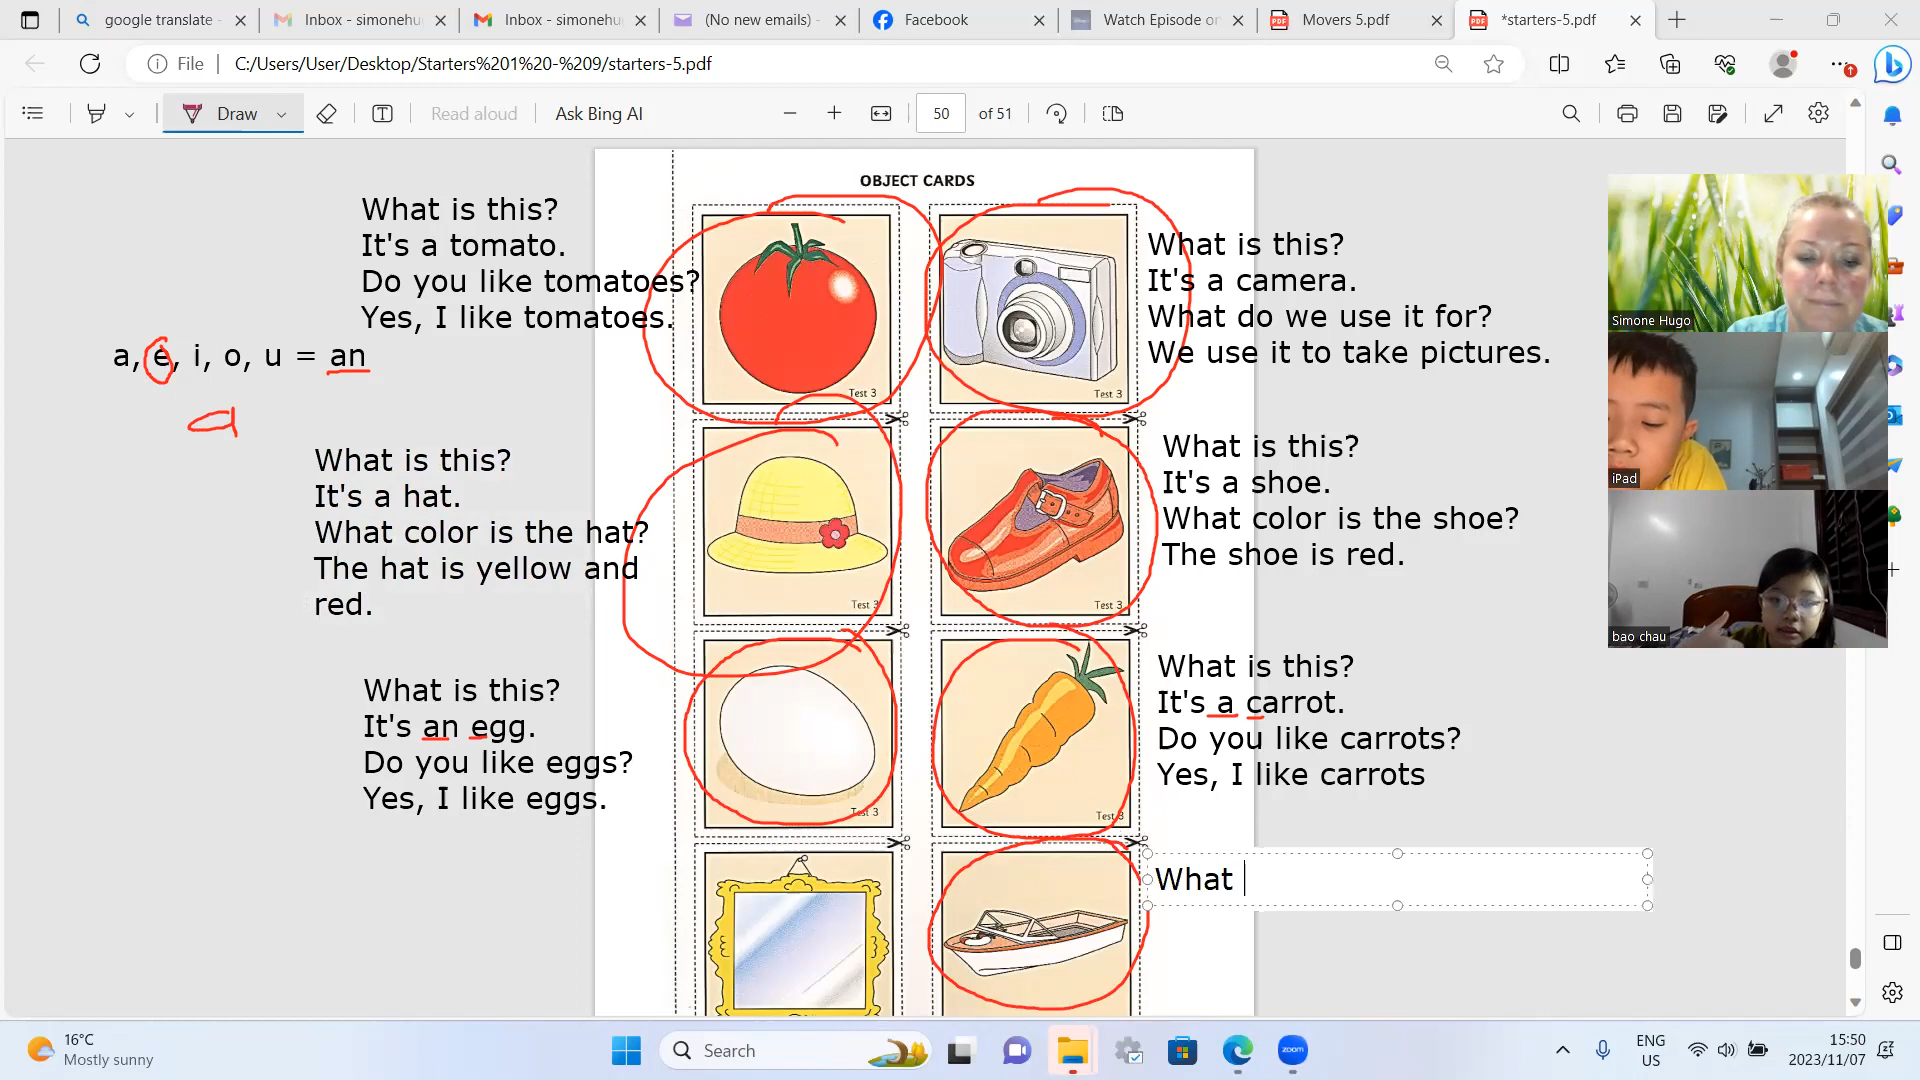 google translate -
Inbox - simonehu
Inbox - simonehu
(No new emails) -
Facebook
Watch Episode on
Movers 5.pdf
*starters-5.pdf
File
C:/Users/User/Desktop/Starters%201%20-%209/starters-5.pdf
Draw
Read aloud
Ask Bing AI
50
of 51
OBJECT CARDS
What is this?
It's a tomato.
Do you like tomatoes?
Yes, I like tomatoes.
Test 3
What is this?
It's a camera.
What do we use it for?
We use it to take pictures.
Test 3
a, e, i, o, u = an
a
What is this?
It's a hat.
What color is the hat?
The hat is yellow and
red.
Test 3
What is this?
It's a shoe.
What color is the shoe?
The shoe is red.
Test 3
What is this?
It's an egg.
Do you like eggs?
Yes, I like eggs.
Test 3
What is this?
It's a carrot.
Do you like carrots?
Yes, I like carrots
Test 3
What
Simone Hugo
iPad
bao chau
16°C
Mostly sunny
Search
zoom
ENG
US
15:50
2023/11/07